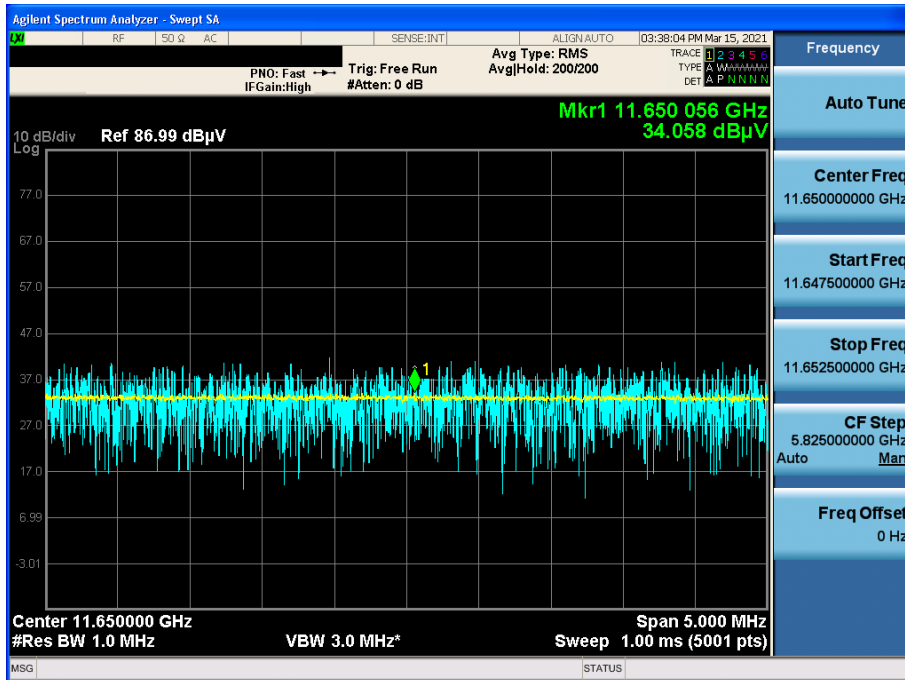 Agilent Spectrum Analyzer - Swept SA
LXI RF 50 Ω AC SENSE:INT ALIGN AUTO 03:38:04 PM Mar 15, 2021
Frequency
PNO: Fast Trig: Free Run Avg Type: RMS TRACE 1 2 3 4 5 6
IFGain:High #Atten: 0 dB Avg|Hold: 200/200 TYPE A WWWWW
DET A P N N N N
Auto Tune
Mkr1 11.650 056 GHz
34.058 dBµV
10 dB/div Ref 86.99 dBµV
Log
Center Freq
11.650000000 GHz
77.0
67.0
Start Freq
11.647500000 GHz
57.0
47.0
Stop Freq
11.652500000 GHz
1
37.0
27.0
CF Step
5.825000000 GHz
Auto Man
17.0
6.99
Freq Offset
0 Hz
-3.01
Center 11.650000 GHz Span 5.000 MHz
#Res BW 1.0 MHz VBW 3.0 MHz* Sweep 1.00 ms (5001 pts)
MSG STATUS